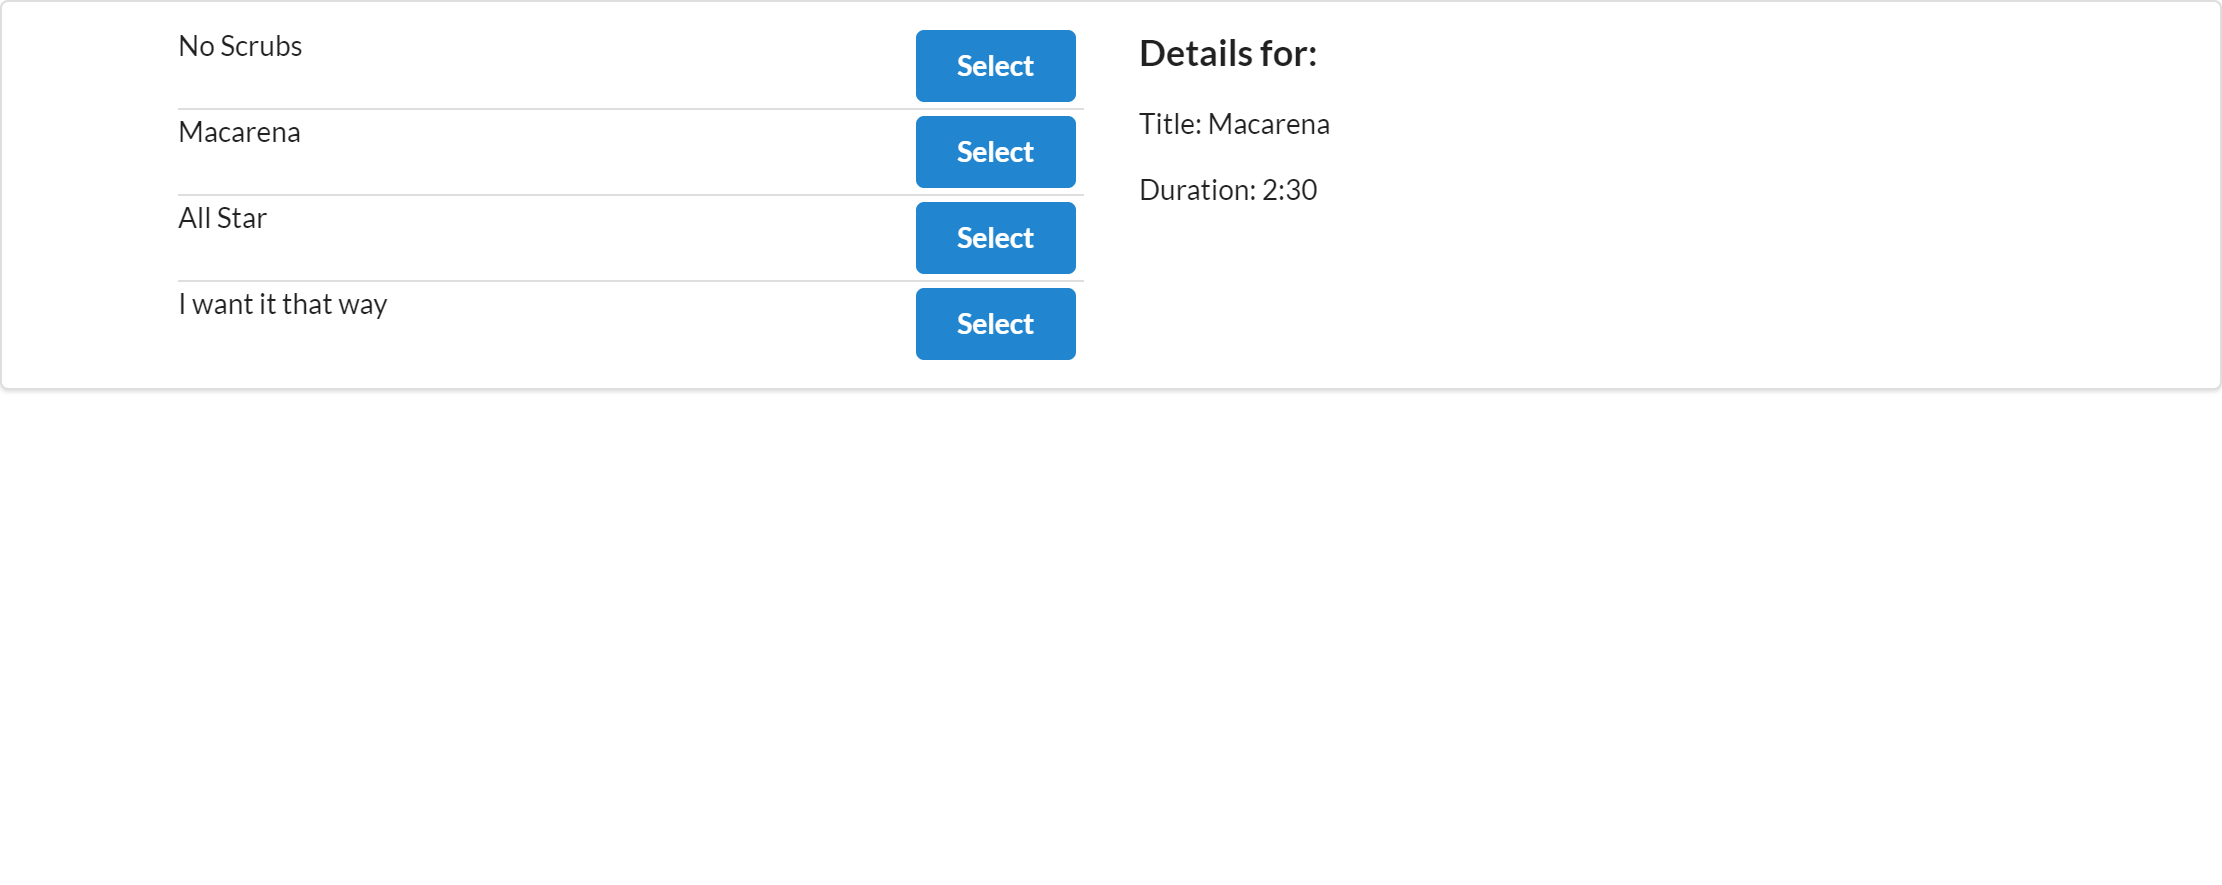 No Scrubs
Select
Macarena
Select
All Star
Select
I want it that way
Select
Details for:
Title: Macarena
Duration: 2:30